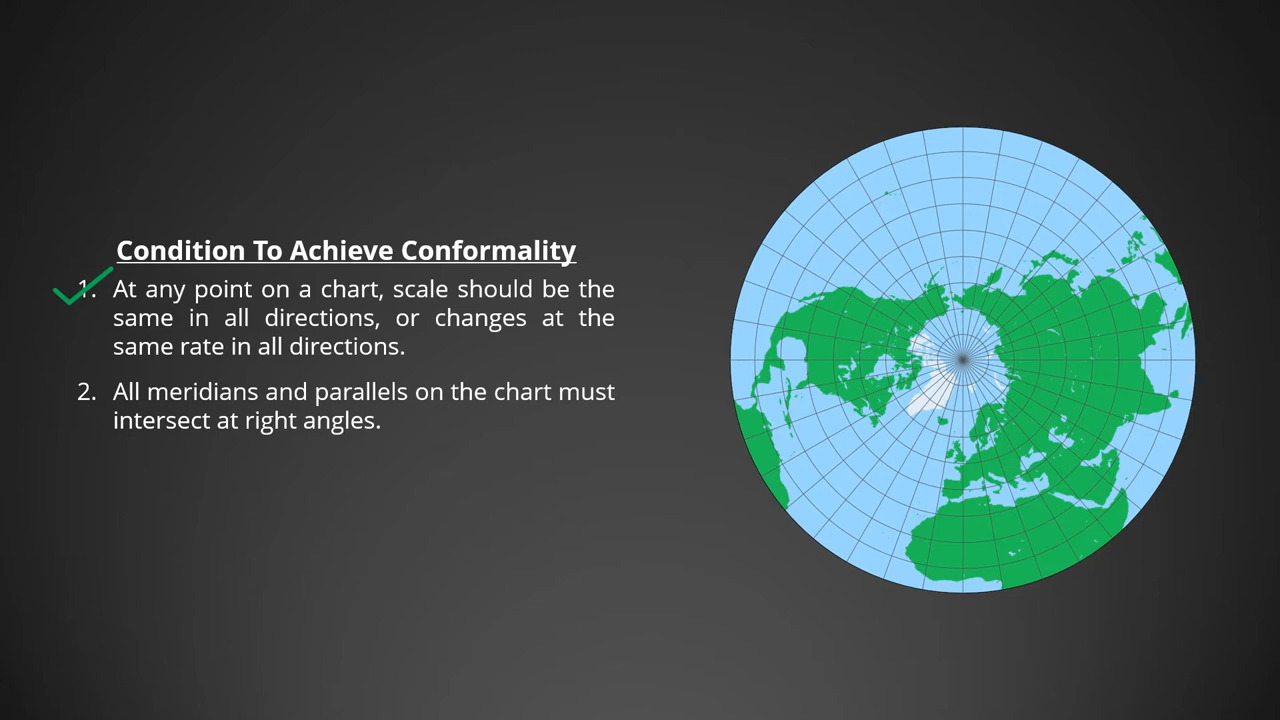 Condition To Achieve Conformality
1. At any point on a chart, scale should be the
same in all directions, or changes at the
same rate in all directions.
2. All meridians and parallels on the chart must
intersect at right angles.